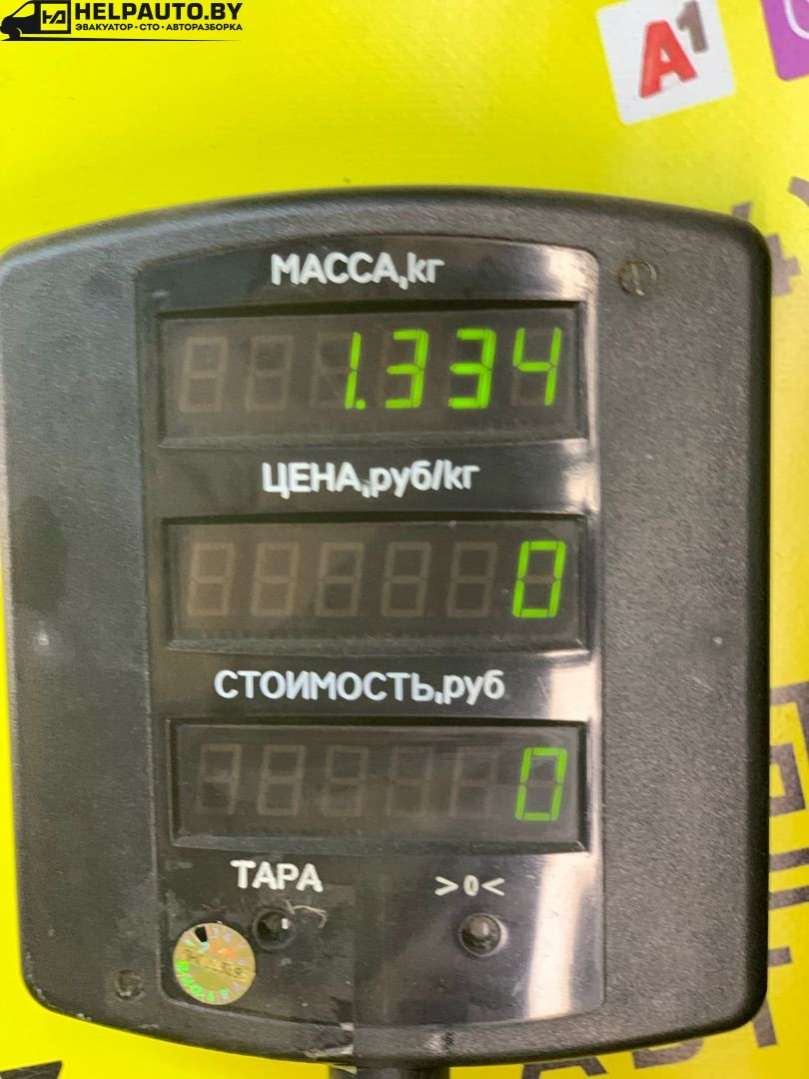 HELPAUTO.BY
ЭВАКУАТОР · СТО · АВТОРАЗБОРКА
A1
МАССА,кг
1.334
ЦЕНА,руб/кг
0
СТОИМОСТЬ,руб
0
ТАРА >0<